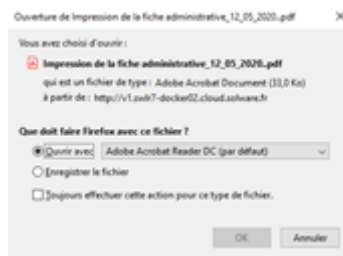 Ouverture de Impression de la fiche administrative_12_05_2020..pdf
Vous avez choisi d'ouvrir :
Impression de la fiche administrative_12_05_2020..pdf
qui est un fichier de type : Adobe Acrobat Document (33,0 Ko)
à partir de : http://v1.swlr7-docker02.cloud.solware.fr
Que doit faire Firefox avec ce fichier ?
Ouvrir avec Adobe Acrobat Reader DC (par défaut)
Enregistrer le fichier
Toujours effectuer cette action pour ce type de fichier.
OK Annuler